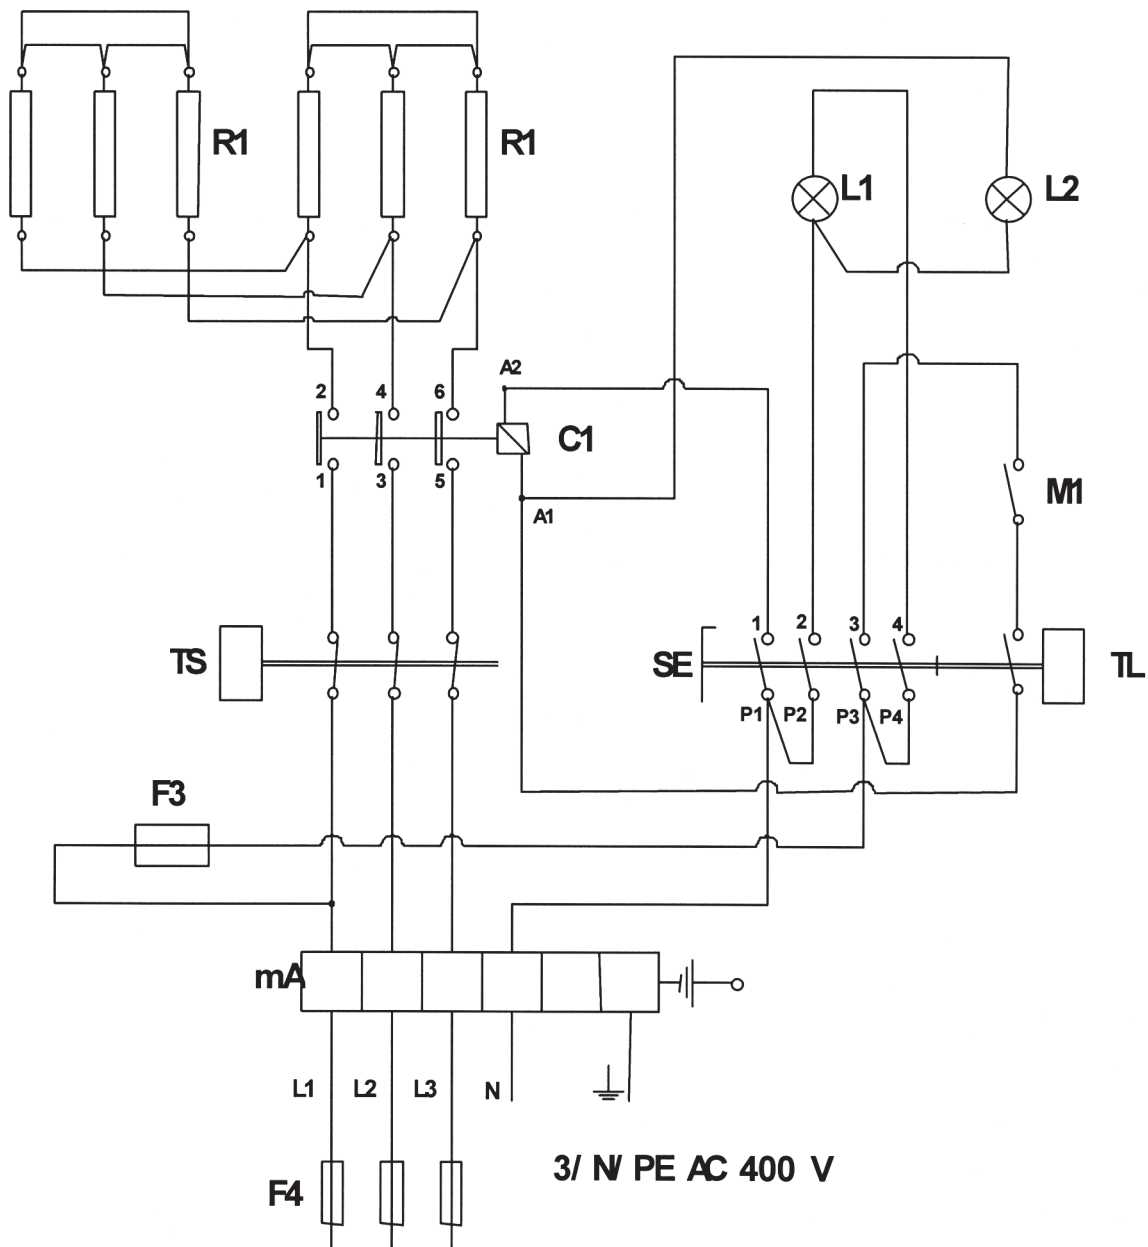 R1 R1
L1 L2
A2
2 4 6
C1
1 3 5
M1
A1
1 2 3 4
TS SE TL
P1 P2 P3 P4
F3
mA
L1 L2 L3 N
3/ N/ PE AC 400 V
F4